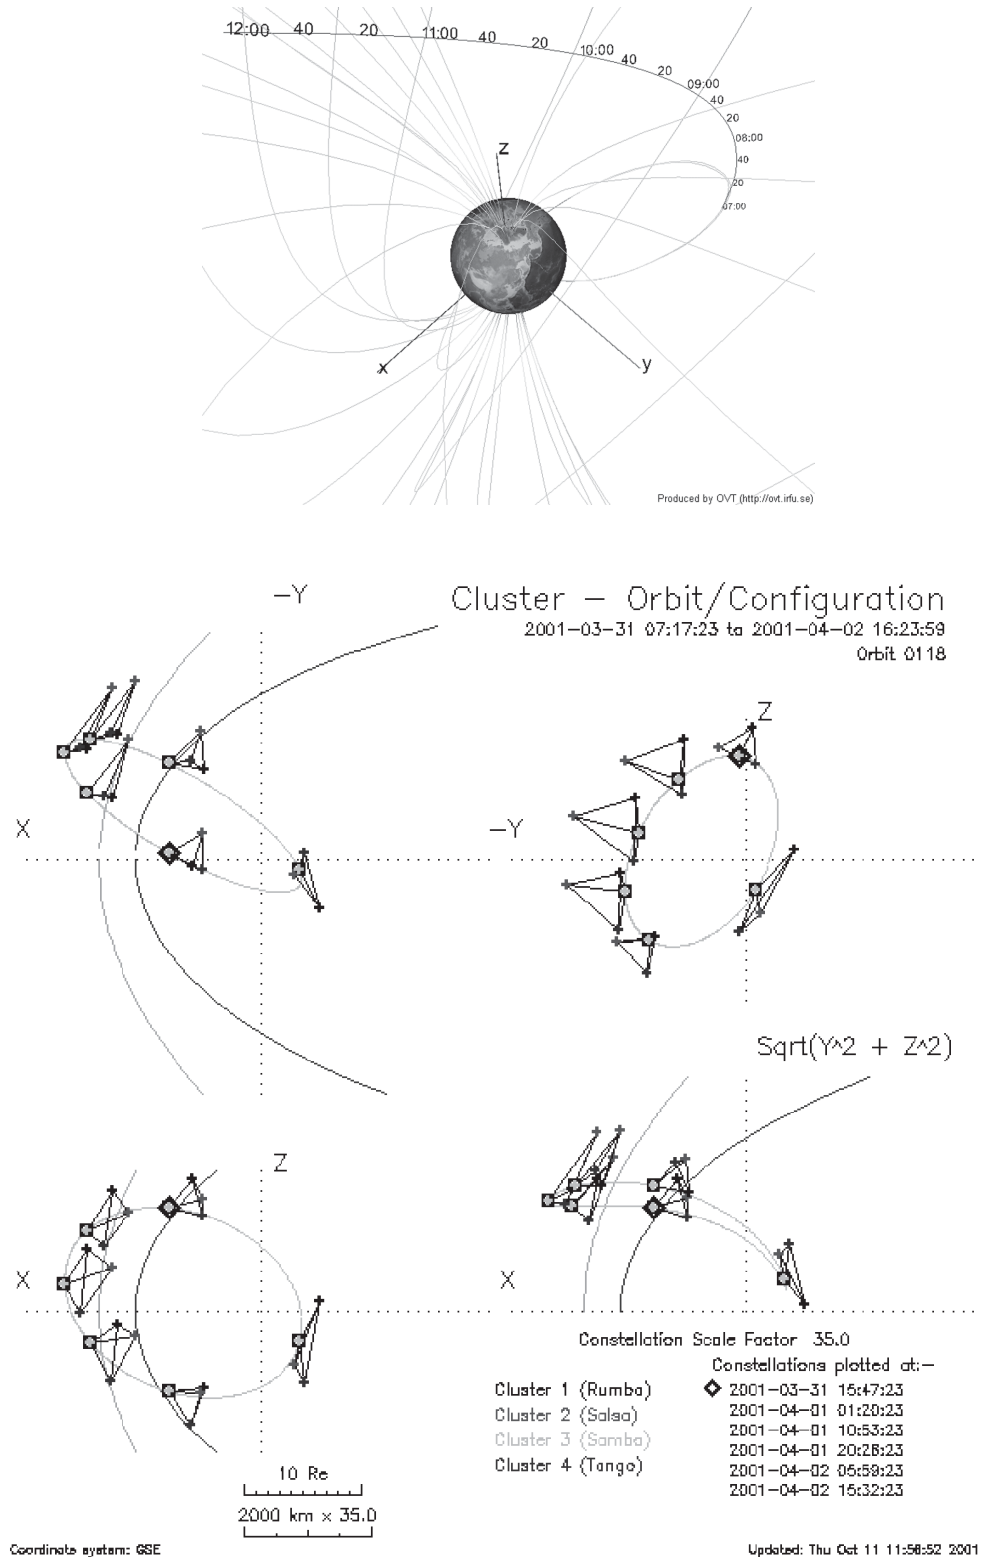 12:00 40 20 11:00 40 20 10:00 40 20 09:00 40 20 08:00 40 20 07:00
z
x
y
Produced by OVT (http://ovt.irfu.se)
Cluster – Orbit/Configuration
2001–03–31 07:17:23 to 2001–04–02 16:23:59
Orbit 0118
–Y
X
Z
–Y
Z
X
Sqrt(Y^2 + Z^2)
X
Constellation Scale Factor 35.0
Constellations plotted at:–
2001–03–31 15:47:23
2001–04–01 01:20:23
2001–04–01 10:53:23
2001–04–01 20:26:23
2001–04–02 05:59:23
2001–04–02 15:32:23
Cluster 1 (Rumba)
Cluster 2 (Salsa)
Cluster 3 (Samba)
Cluster 4 (Tango)
10 Re
2000 km x 35.0
Coordinate system: GSE
Updated: Thu Oct 11 11:56:52 2001